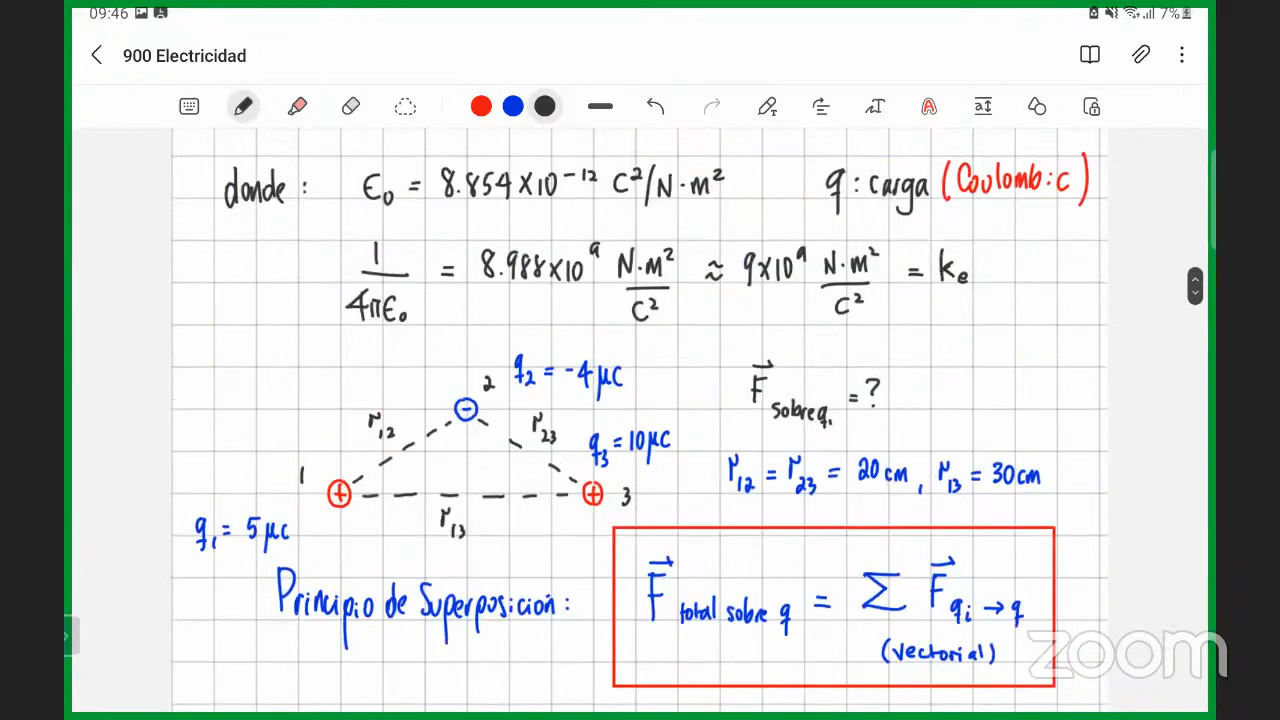 09:46
7%
900 Electricidad
donde : ϵ₀ = 8.854×10⁻¹² C²/N·m² q : carga (Coulomb : C)
1/4πϵ₀ = 8.988×10⁹ N·m²/C² ≈ 9×10⁹ N·m²/C² = kₑ
2 q₂ = -4 μC
F⃗ sobre q₁ = ?
r₁₂ r₂₃ q₃ = 10 μC
r₁₂ = r₂₃ = 20 cm, r₁₃ = 30 cm
1 + - + 3
r₁₃
q₁ = 5 μC
Principio de Superposición : F⃗ total sobre q = Σ F⃗ qᵢ → q
(vectorial)
zoom